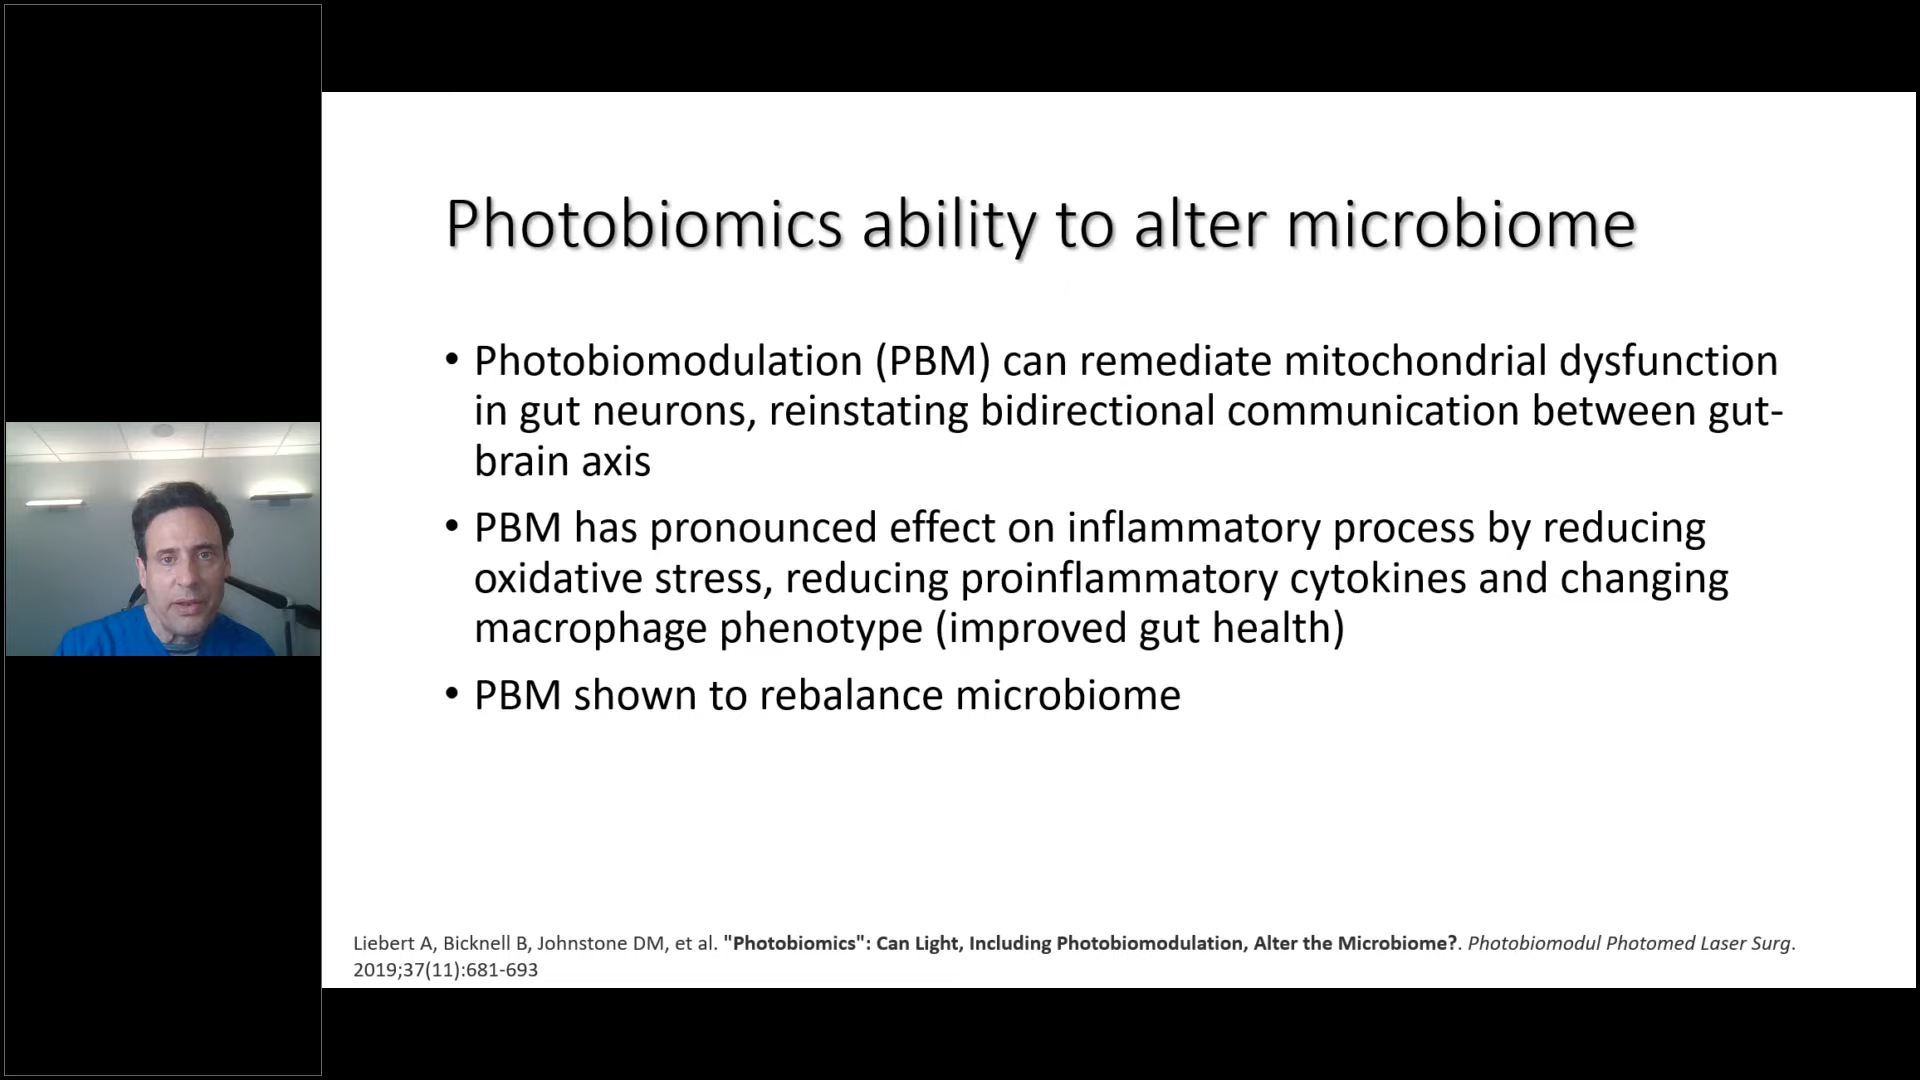 Photobiomics ability to alter microbiome
• Photobiomodulation (PBM) can remediate mitochondrial dysfunction
in gut neurons, reinstating bidirectional communication between gut-
brain axis
• PBM has pronounced effect on inflammatory process by reducing
oxidative stress, reducing proinflammatory cytokines and changing
macrophage phenotype (improved gut health)
• PBM shown to rebalance microbiome
Liebert A, Bicknell B, Johnstone DM, et al. "Photobiomics": Can Light, Including Photobiomodulation, Alter the Microbiome?. Photobiomodul Photomed Laser Surg.
2019;37(11):681-693